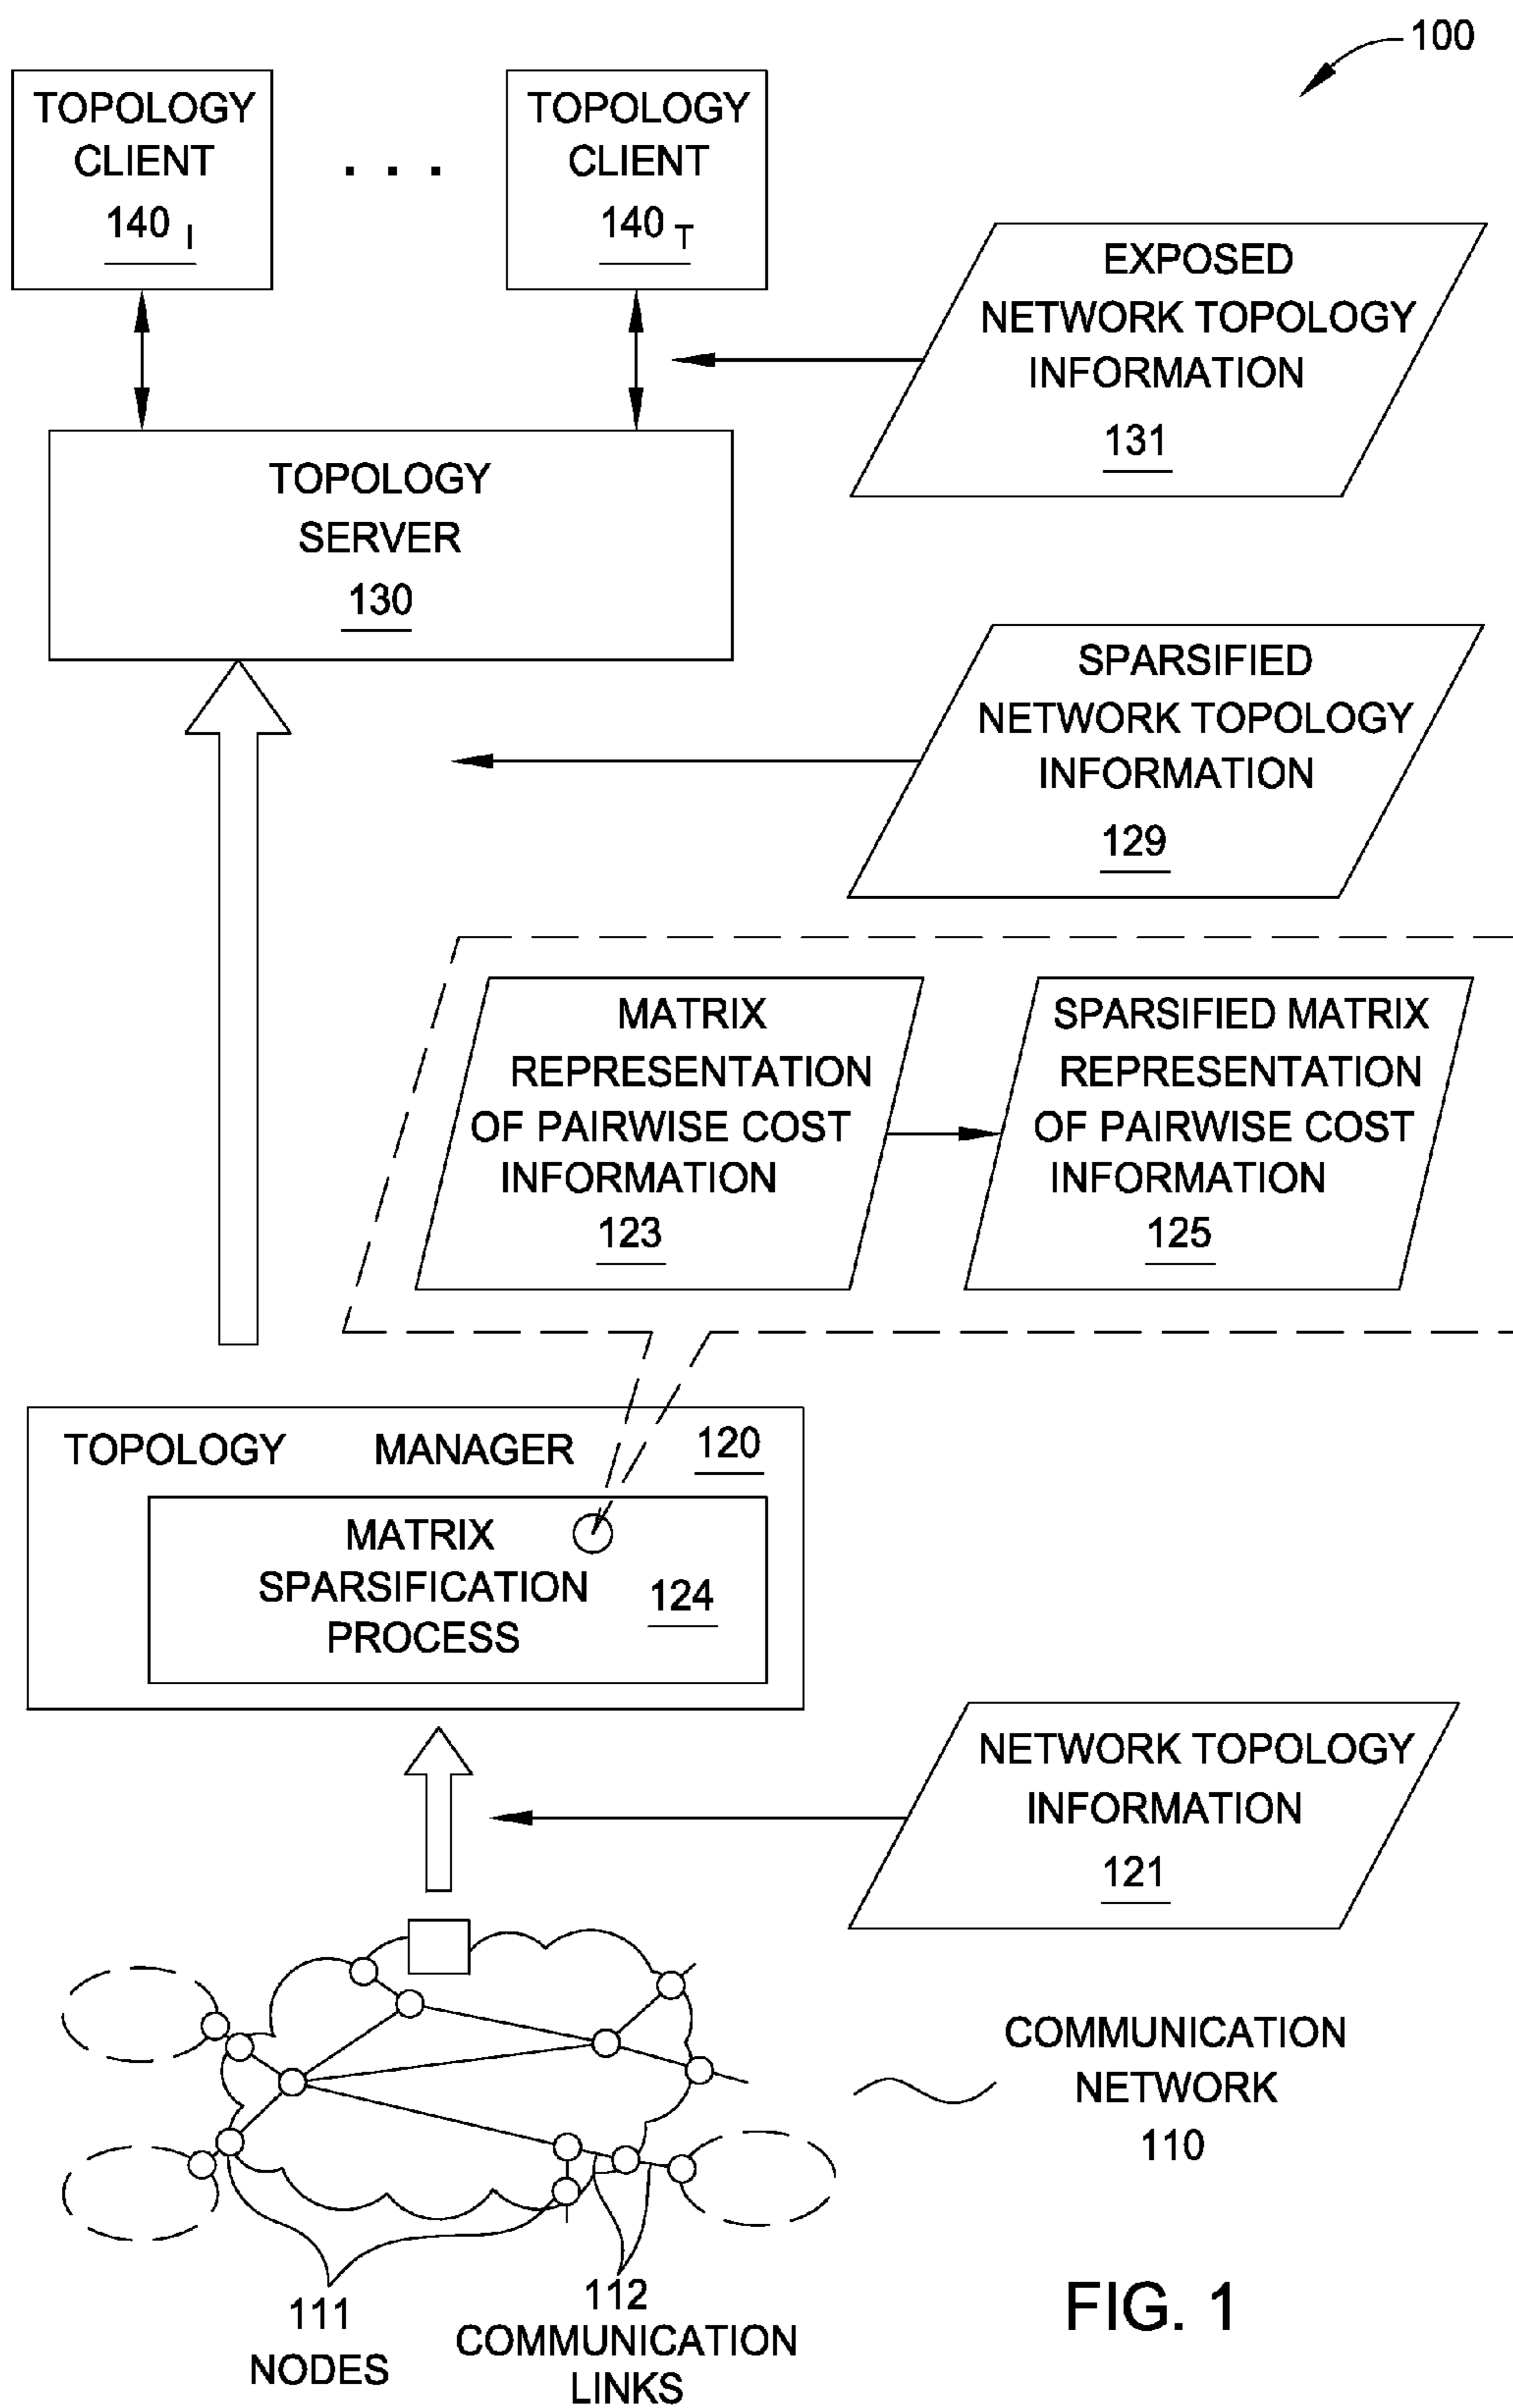 100
TOPOLOGY
CLIENT
140 I
. . .
TOPOLOGY
CLIENT
140 T
EXPOSED
NETWORK TOPOLOGY
INFORMATION
131
TOPOLOGY
SERVER
130
SPARSIFIED
NETWORK TOPOLOGY
INFORMATION
129
MATRIX
REPRESENTATION
OF PAIRWISE COST
INFORMATION
123
SPARSIFIED MATRIX
REPRESENTATION
OF PAIRWISE COST
INFORMATION
125
TOPOLOGY MANAGER 120
MATRIX
SPARSIFICATION
PROCESS
124
NETWORK TOPOLOGY
INFORMATION
121
COMMUNICATION
NETWORK
110
111
NODES
112
COMMUNICATION
LINKS
FIG. 1